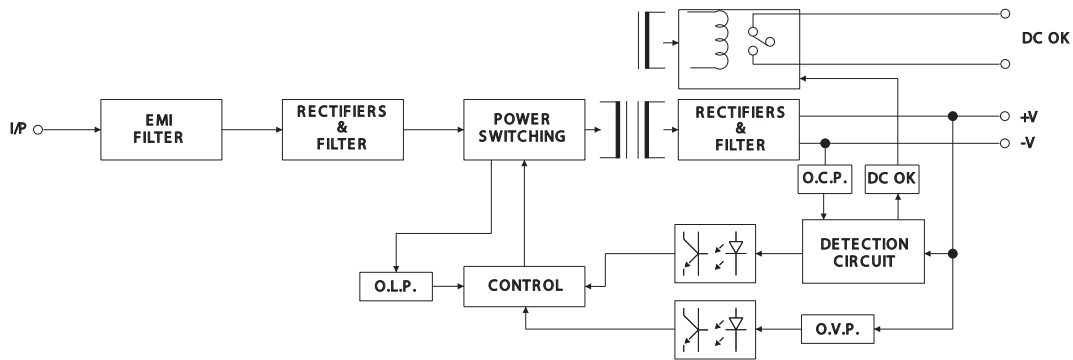 DC OK
I/P
EMI
FILTER
RECTIFIERS
&
FILTER
POWER
SWITCHING
RECTIFIERS
&
FILTER
+V
-V
O.C.P.
DC OK
DETECTION
CIRCUIT
O.L.P.
CONTROL
O.V.P.